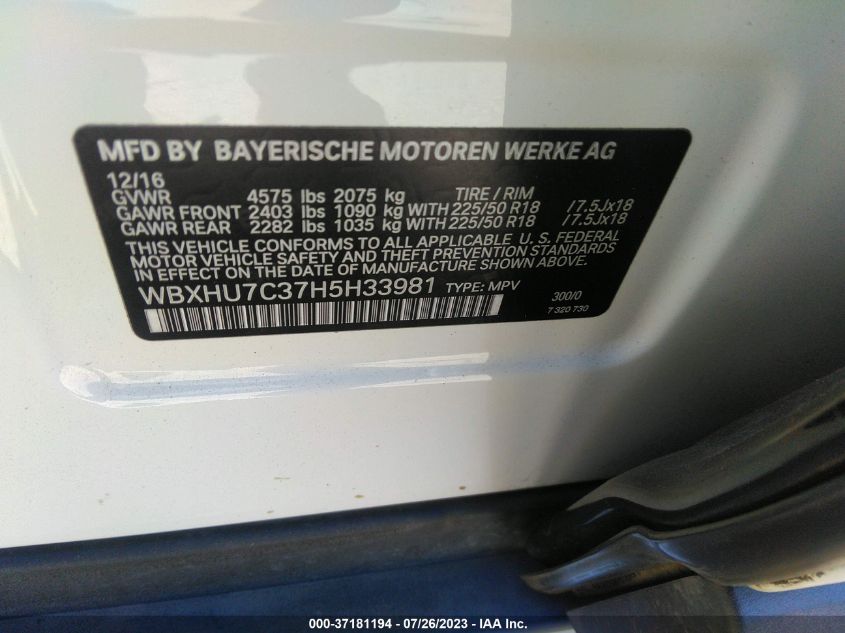 MFD BY BAYERISCHE MOTOREN WERKE AG
12/16
GVWR 4575 lbs 2075 kg TIRE / RIM
GAWR FRONT 2403 lbs 1090 kg WITH 225/50 R18 /7.5Jx18
GAWR REAR 2282 lbs 1035 kg WITH 225/50 R18 /7.5Jx18
THIS VEHICLE CONFORMS TO ALL APPLICABLE U. S. FEDERAL
MOTOR VEHICLE SAFETY AND THEFT PREVENTION STANDARDS
IN EFFECT ON THE DATE OF MANUFACTURE SHOWN ABOVE.
WBXHU7C37H5H33981 TYPE: MPV 300/0
7 320 730
000-37181194 - 07/26/2023 - IAA Inc.